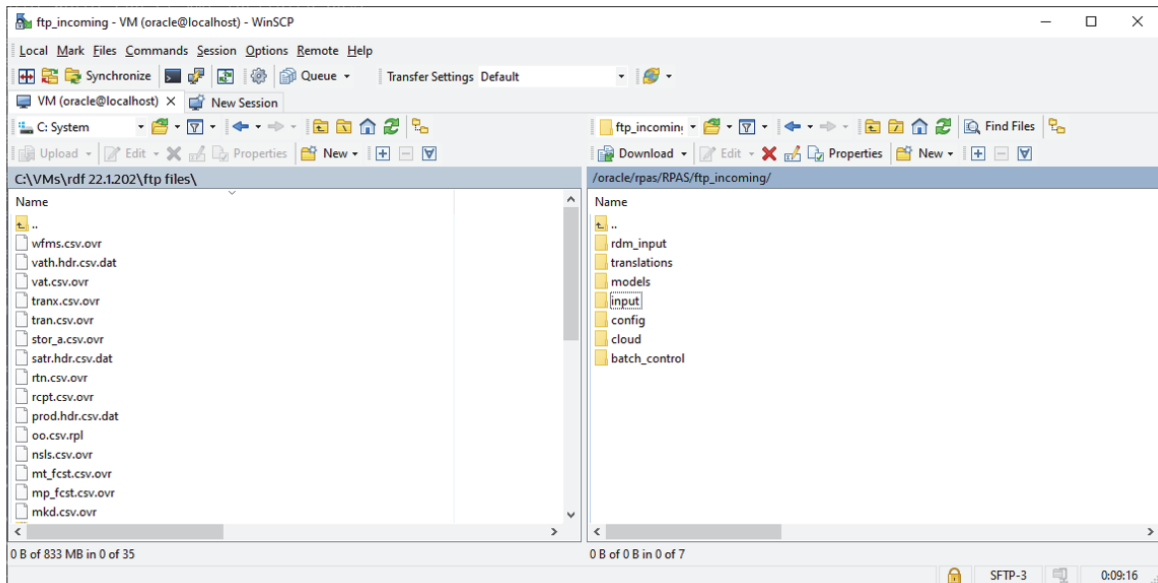 ftp_incoming - VM (oracle@localhost) - WinSCP
Local Mark Files Commands Session Options Remote Help
Synchronize Queue Transfer Settings Default
VM (oracle@localhost) New Session
C: System
Upload Edit Properties New
C:\VMs\rdf 22.1.202\ftp files\
Name
..
wfms.csv.ovr
vath.hdr.csv.dat
vat.csv.ovr
tranx.csv.ovr
tran.csv.ovr
stor_a.csv.ovr
satr.hdr.csv.dat
rtn.csv.ovr
rcpt.csv.ovr
prod.hdr.csv.dat
oo.csv.rpl
nsls.csv.ovr
mt_fcst.csv.ovr
mp_fcst.csv.ovr
mkd.csv.ovr
0 B of 833 MB in 0 of 35
ftp_incoming Find Files
Download Edit Properties New
/oracle/rpas/RPAS/ftp_incoming/
Name
..
rdm_input
translations
models
input
config
cloud
batch_control
0 B of 0 B in 0 of 7
SFTP-3 0:09:16